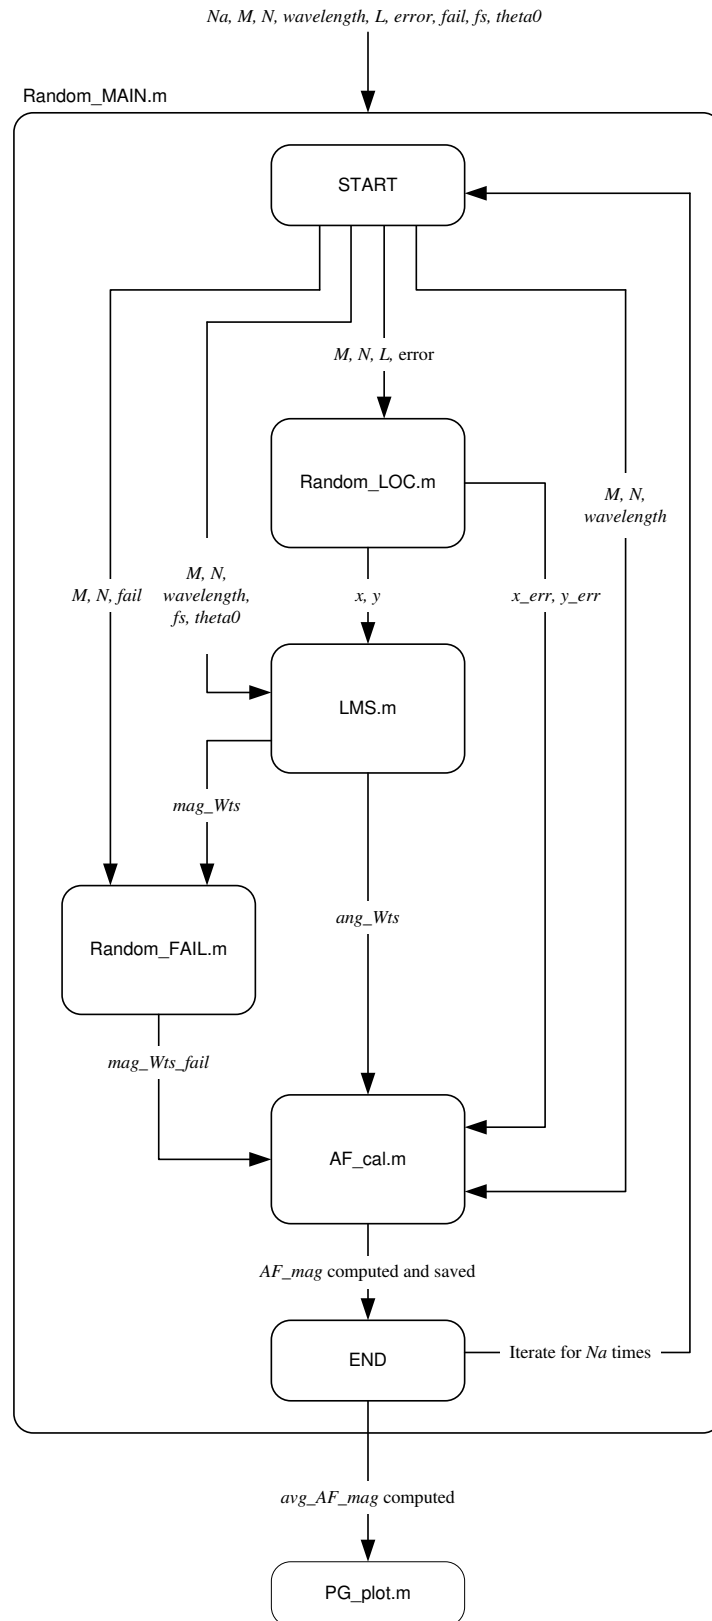 Na, M, N, wavelength, L, error, fail, fs, theta0
Random_MAIN.m
START
M, N, L, error
Random_LOC.m
M, N,
wavelength
M, N, fail
M, N,
wavelength,
fs, theta0
x, y
x_err, y_err
LMS.m
mag_Wts
ang_Wts
Random_FAIL.m
mag_Wts_fail
AF_cal.m
AF_mag computed and saved
END
Iterate for Na times
avg_AF_mag computed
PG_plot.m